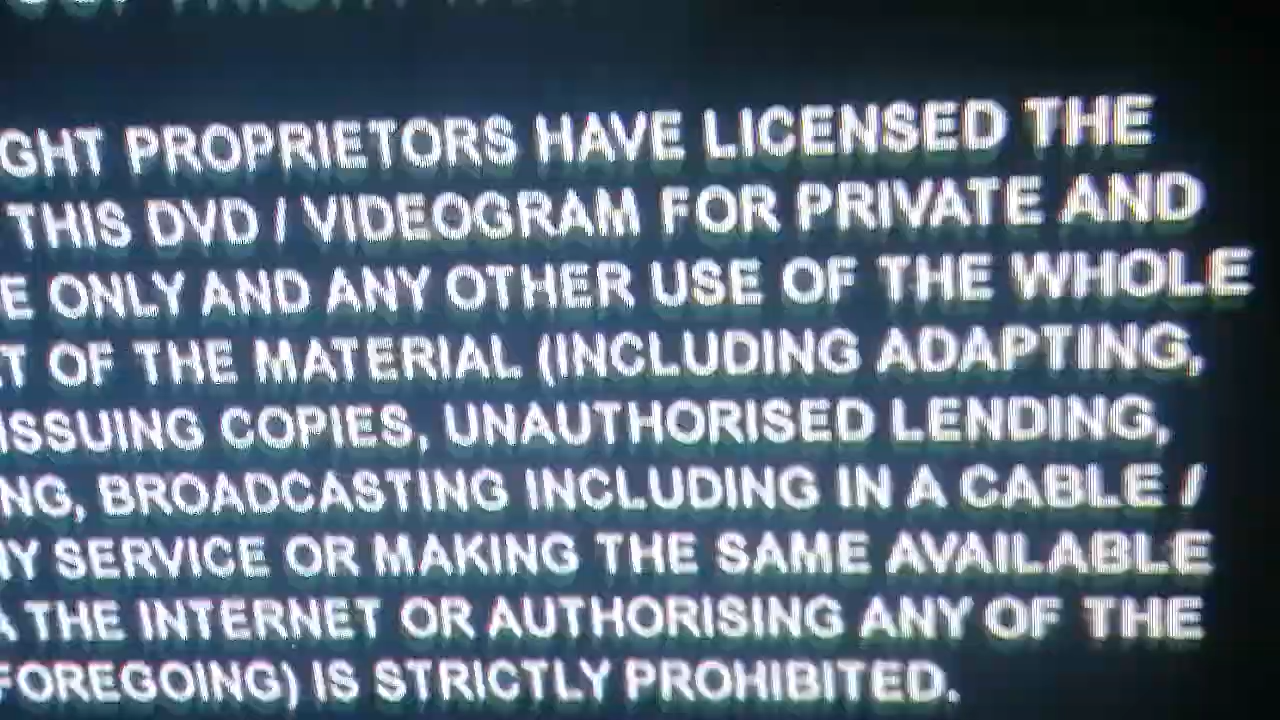 GHT PROPRIETORS HAVE LICENSED THE
THIS DVD / VIDEOGRAM FOR PRIVATE AND
E ONLY AND ANY OTHER USE OF THE WHOLE
T OF THE MATERIAL (INCLUDING ADAPTING,
ISSUING COPIES, UNAUTHORISED LENDING,
NG, BROADCASTING INCLUDING IN A CABLE /
NY SERVICE OR MAKING THE SAME AVAILABLE
A THE INTERNET OR AUTHORISING ANY OF THE
FOREGOING) IS STRICTLY PROHIBITED.